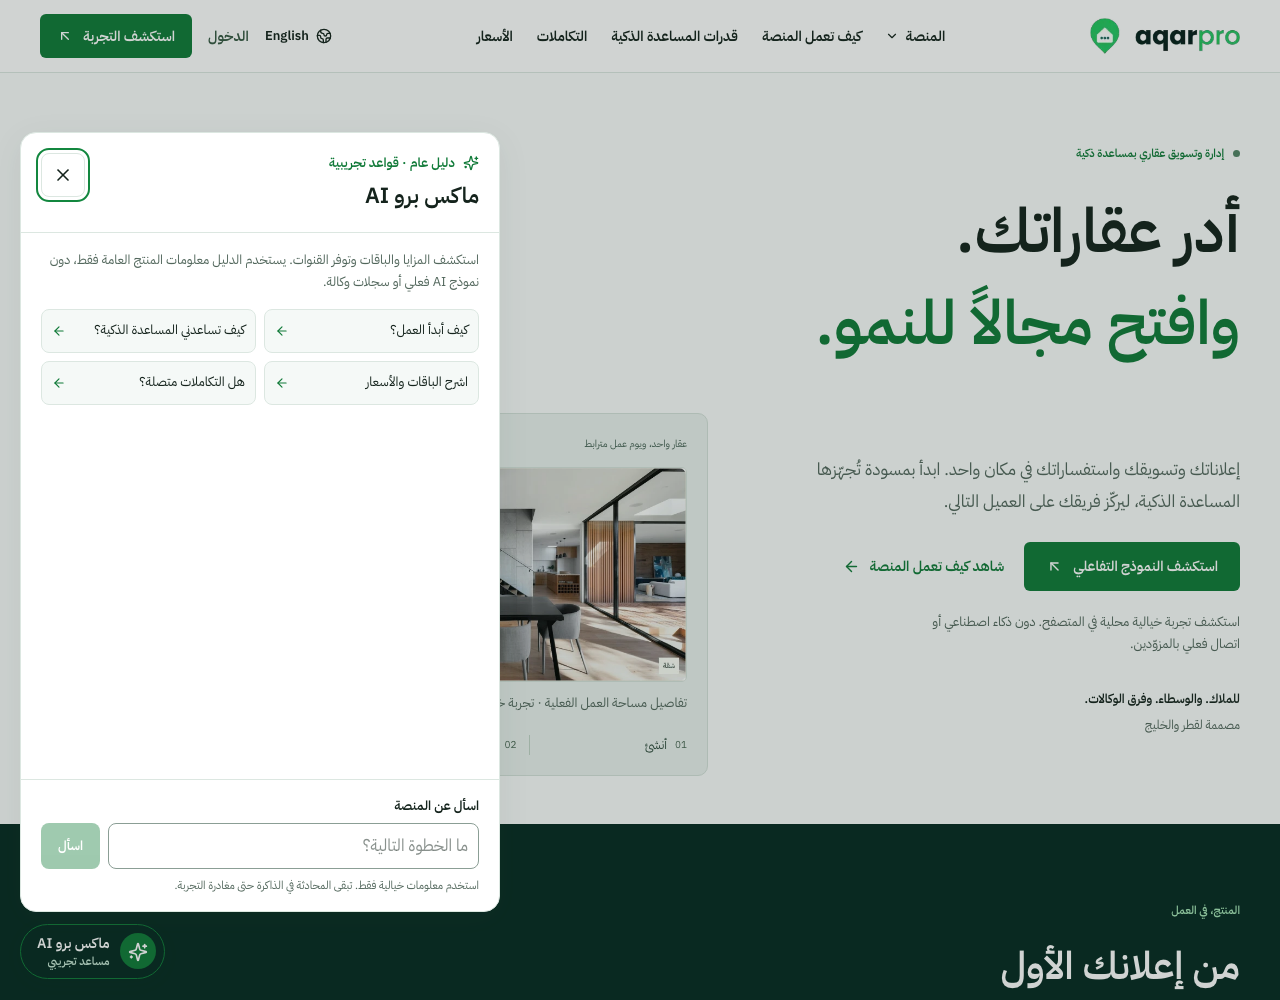 aqarpro
المنصة
كيف تعمل المنصة
قدرات المساعدة الذكية
التكاملات
الأسعار
English
الدخول
استكشف التجربة
إدارة وتسويق عقاري بمساعدة ذكية
أدر عقاراتك.
وافتح مجالاً للنمو.
إعلاناتك وتسويقك واستفساراتك في مكان واحد. ابدأ بمسودة تُجهّزها
المساعدة الذكية، ليركّز فريقك على العميل التالي.
استكشف النموذج التفاعلي
شاهد كيف تعمل المنصة
استكشف تجربة خيالية محلية في المتصفح. دون ذكاء اصطناعي أو
اتصال فعلي بالمزوّدين.
للملاك. والوسطاء. وفرق الوكالات.
مصممة لقطر والخليج
عقار واحد، ويوم عمل مترابط
شقة
تفاصيل مساحة العمل الفعلية · تجربة
01 أنشئ
02
دليل عام · قواعد تجريبية
ماكس برو AI
استكشف المزايا والباقات وتوفر القنوات. يستخدم الدليل معلومات المنتج العامة فقط، دون
نموذج AI فعلي أو سجلات وكالة.
كيف أبدأ العمل؟
كيف تساعدني المساعدة الذكية؟
اشرح الباقات والأسعار
هل التكاملات متصلة؟
اسأل عن المنصة
ما الخطوة التالية؟
اسأل
استخدم معلومات خيالية فقط. تبقى المحادثة في الذاكرة حتى مغادرة التجربة.
ماكس برو AI
مساعد تجريبي
المنتج، في العمل
من إعلانك الأول